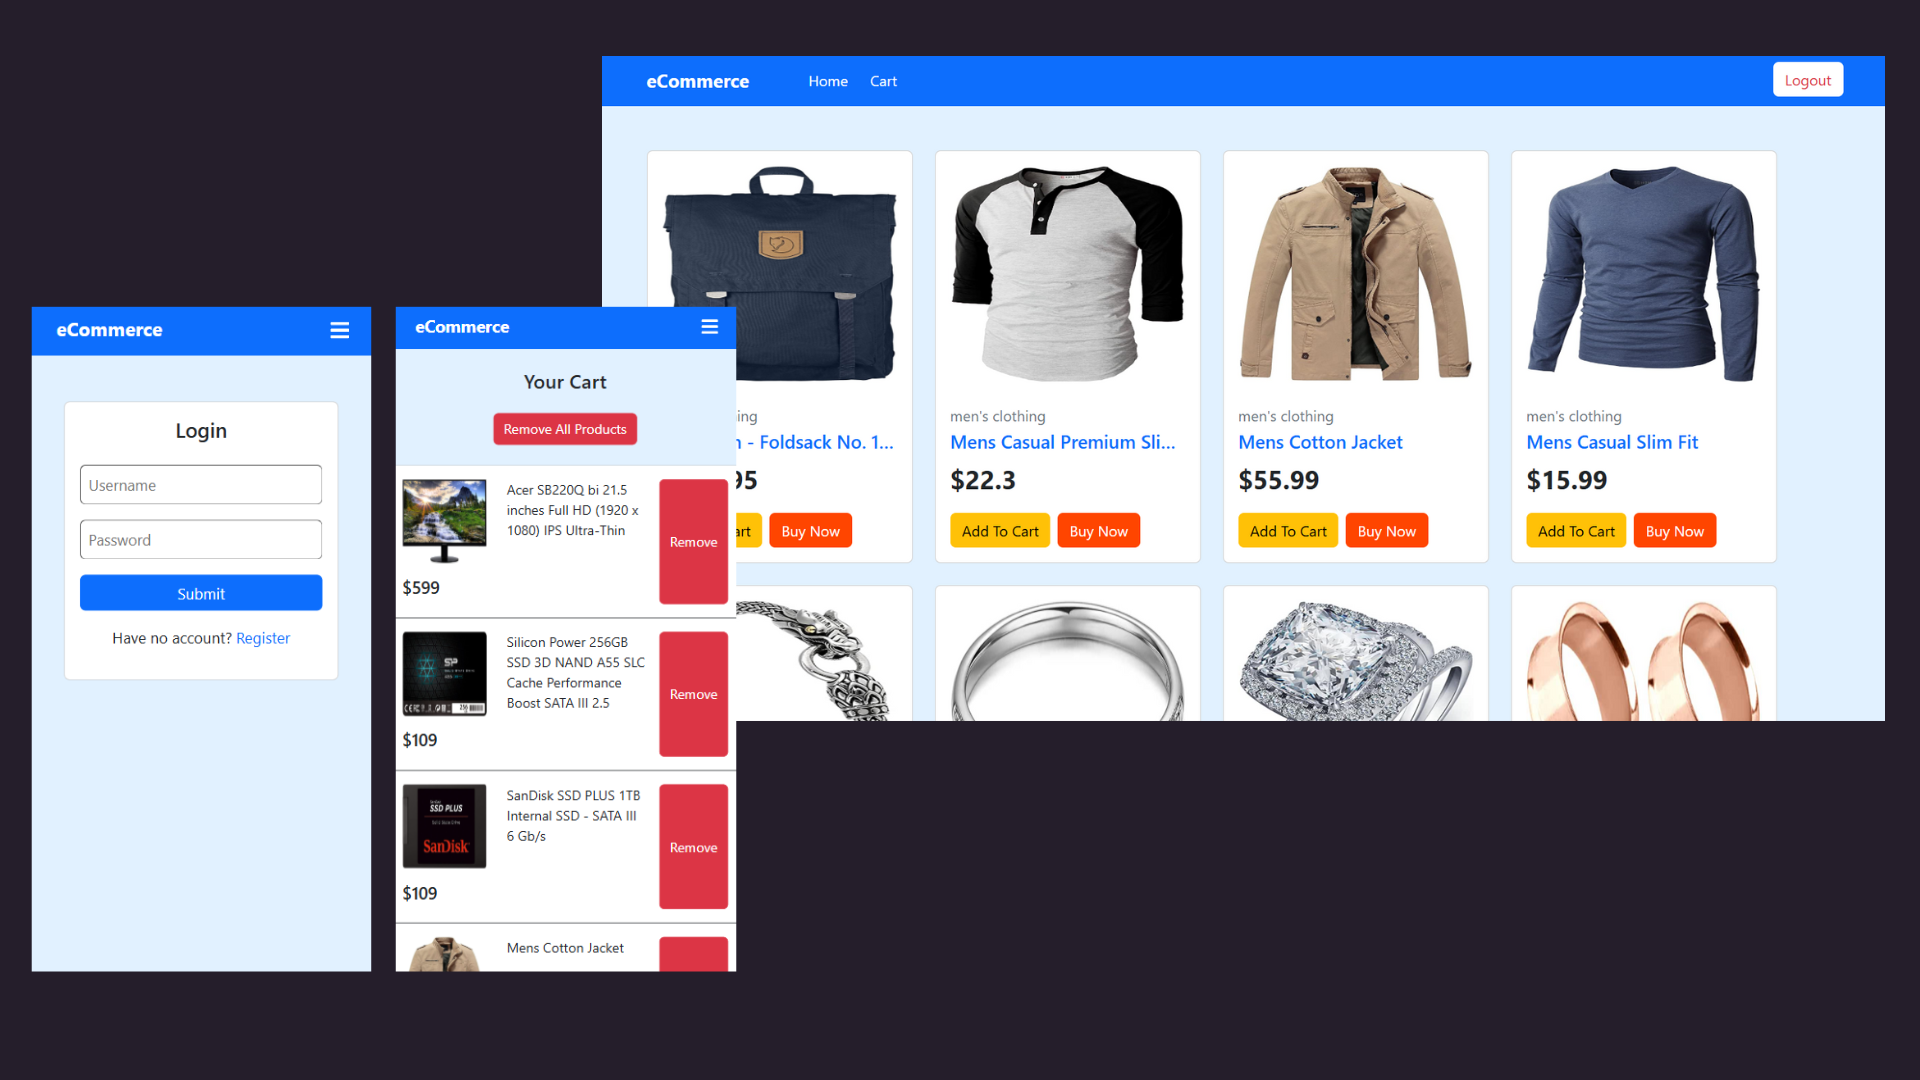 eCommerce
Home
Cart
Logout
ing
- Foldsack No. 1...
95
art
Buy Now
men's clothing
Mens Casual Premium Sli...
$22.3
Add To Cart
Buy Now
men's clothing
Mens Cotton Jacket
$55.99
Add To Cart
Buy Now
men's clothing
Mens Casual Slim Fit
$15.99
Add To Cart
Buy Now
eCommerce
Login
Username
Password
Submit
Have no account? Register
eCommerce
Your Cart
Remove All Products
Acer SB220Q bi 21.5
inches Full HD (1920 x
1080) IPS Ultra-Thin
$599
Remove
SP
Silicon Power 256GB
SSD 3D NAND A55 SLC
Cache Performance
Boost SATA III 2.5
$109
Remove
SSD PLUS
SanDisk
SanDisk SSD PLUS 1TB
Internal SSD - SATA III
6 Gb/s
$109
Remove
Mens Cotton Jacket